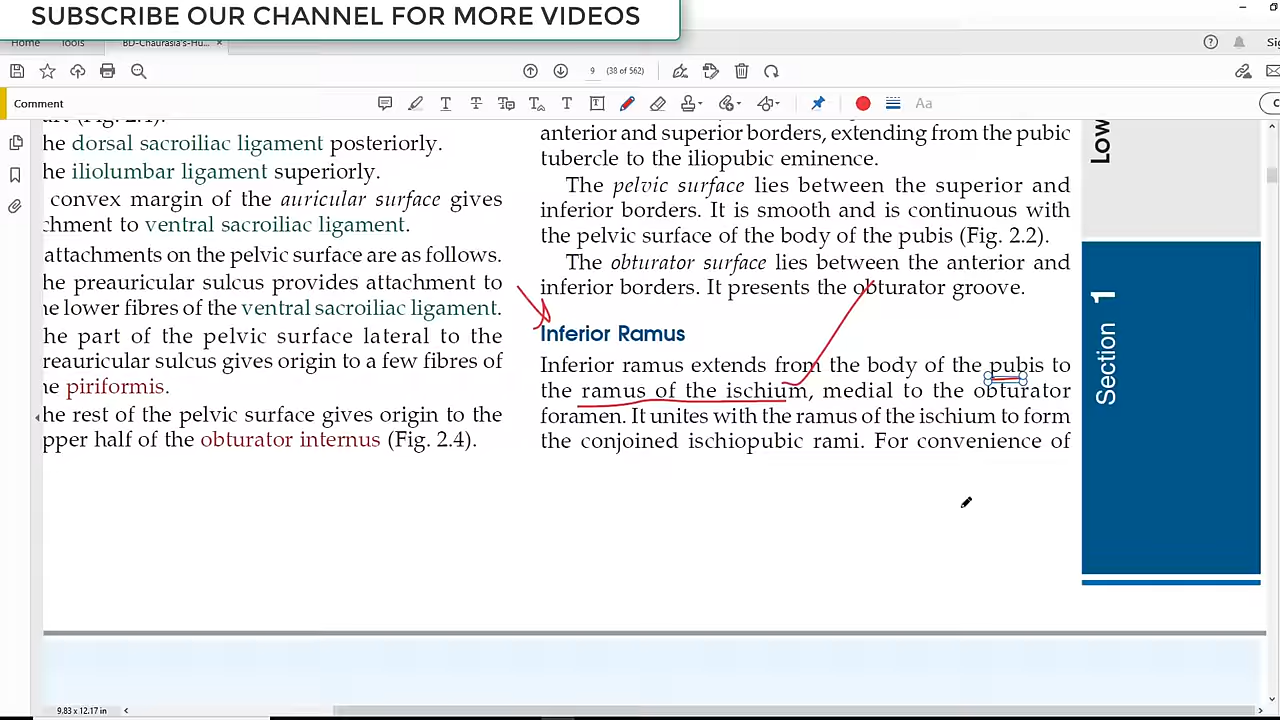 SUBSCRIBE OUR CHANNEL FOR MORE VIDEOS
Home Tools BD-Chaurasia's-Hu... ×
9 (38 of 562)
Comment
Aa
he dorsal sacroiliac ligament posteriorly.
he iliolumbar ligament superiorly.
convex margin of the auricular surface gives
chment to ventral sacroiliac ligament.
attachments on the pelvic surface are as follows.
he preauricular sulcus provides attachment to
e lower fibres of the ventral sacroiliac ligament.
he part of the pelvic surface lateral to the
reauricular sulcus gives origin to a few fibres of
e piriformis.
he rest of the pelvic surface gives origin to the
pper half of the obturator internus (Fig. 2.4).
anterior and superior borders, extending from the pubic
tubercle to the iliopubic eminence.
The pelvic surface lies between the superior and
inferior borders. It is smooth and is continuous with
the pelvic surface of the body of the pubis (Fig. 2.2).
The obturator surface lies between the anterior and
inferior borders. It presents the obturator groove.
Inferior Ramus
Inferior ramus extends from the body of the pubis to
the ramus of the ischium, medial to the obturator
foramen. It unites with the ramus of the ischium to form
the conjoined ischiopubic rami. For convenience of
Low
Section 1
9.83 x 12.17 in